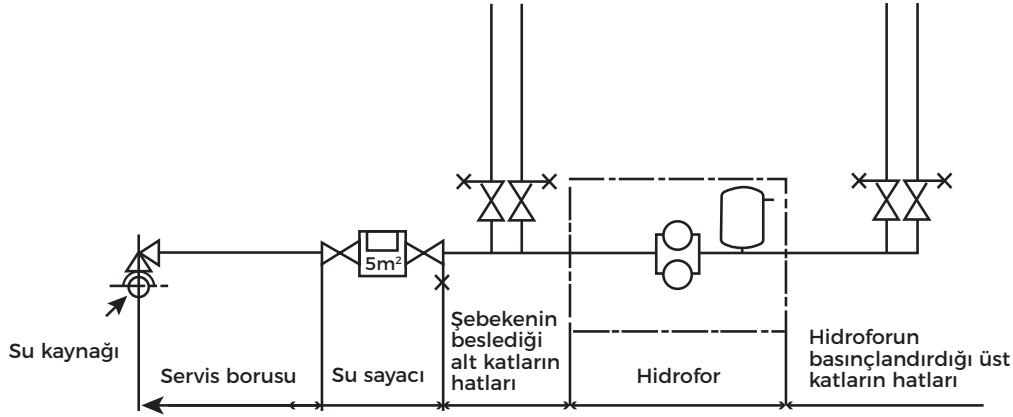 5m²
Su kaynağı
Servis borusu
Su sayacı
Şebekenin
beslediği
alt katların
hatları
Hidrofor
Hidroforun
basınçlandırdığı üst
katların hatları